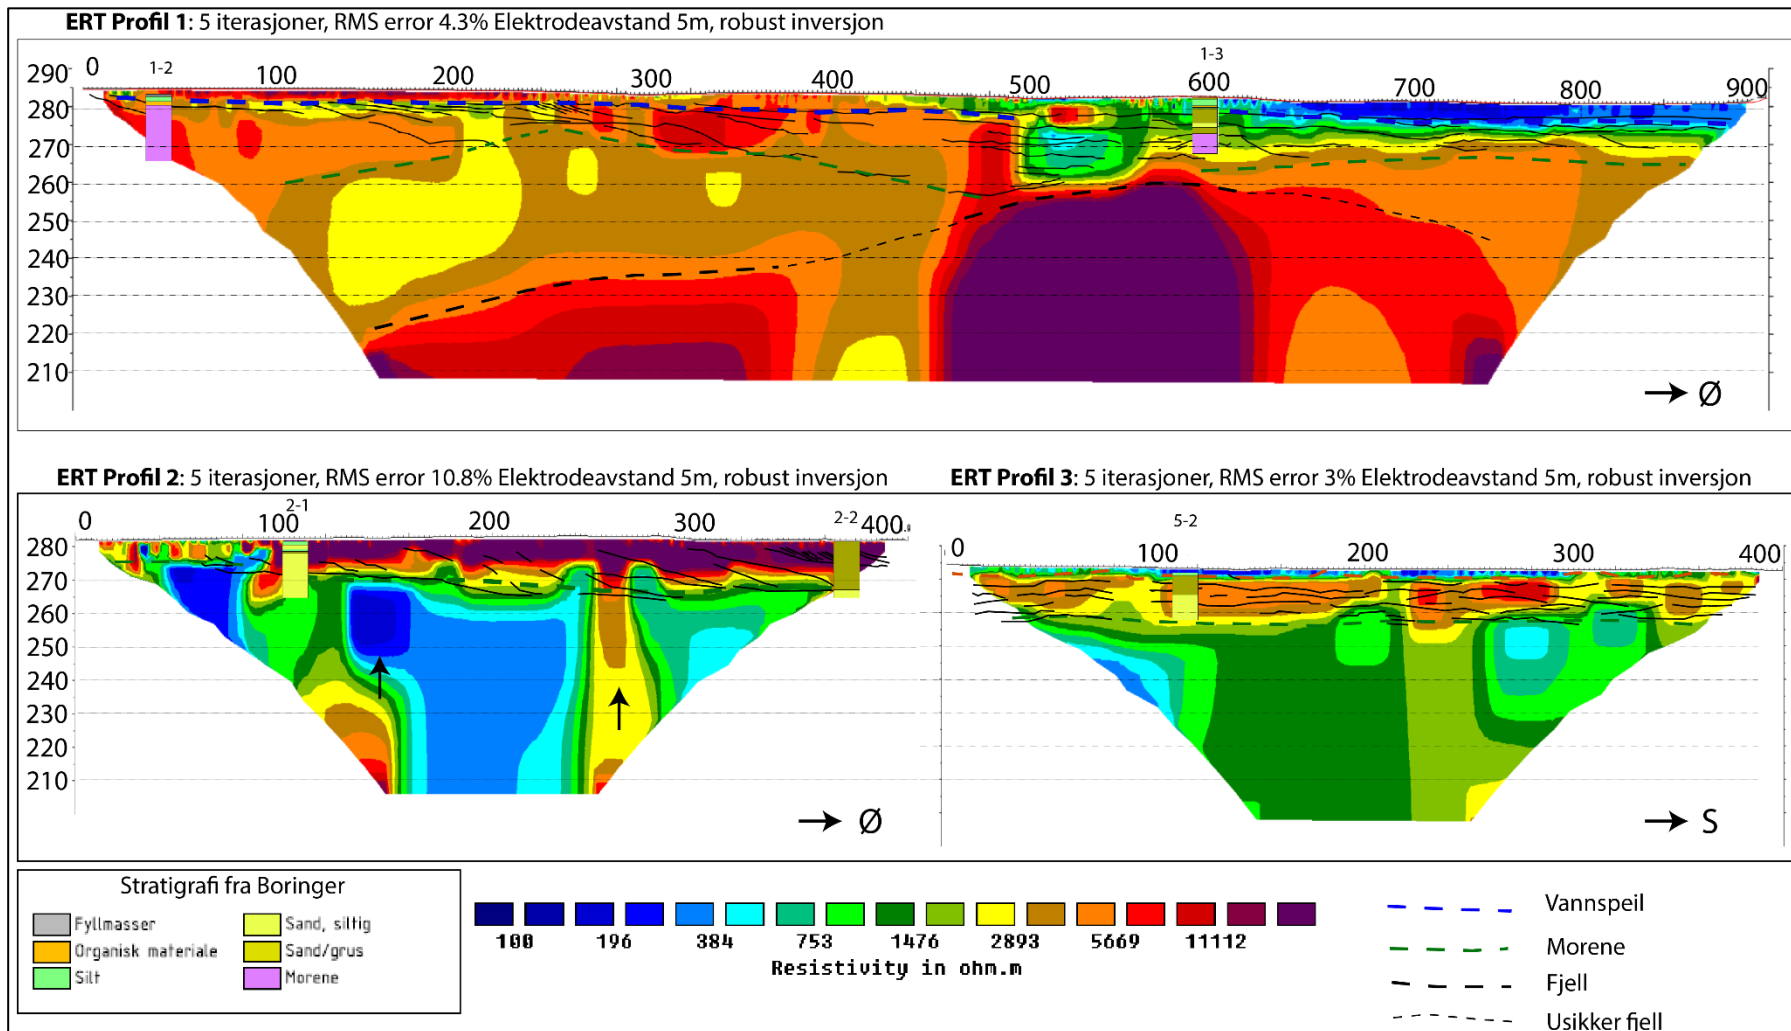 ERT Profil 1: 5 iterasjoner, RMS error 4.3% Elektrodeavstand 5m, robust inversjon
0 1-2 100 200 300 400 500 1-3 600 700 800 900
290
280
270
260
250
240
230
220
210
Ø
ERT Profil 2: 5 iterasjoner, RMS error 10.8% Elektrodeavstand 5m, robust inversjon
0 100 2-1 200 300 2-2 400
280
270
260
250
240
230
220
210
Ø
ERT Profil 3: 5 iterasjoner, RMS error 3% Elektrodeavstand 5m, robust inversjon
5-2
0 100 200 300 400
S
Stratigrafi fra Boringer
Fyllmasser
Organisk materiale
Silt
Sand, siltig
Sand/grus
Morene
100 196 384 753 1476 2893 5669 11112
Resistivity in ohm.m
Vannspeil
Morene
Fjell
Usikker fjell